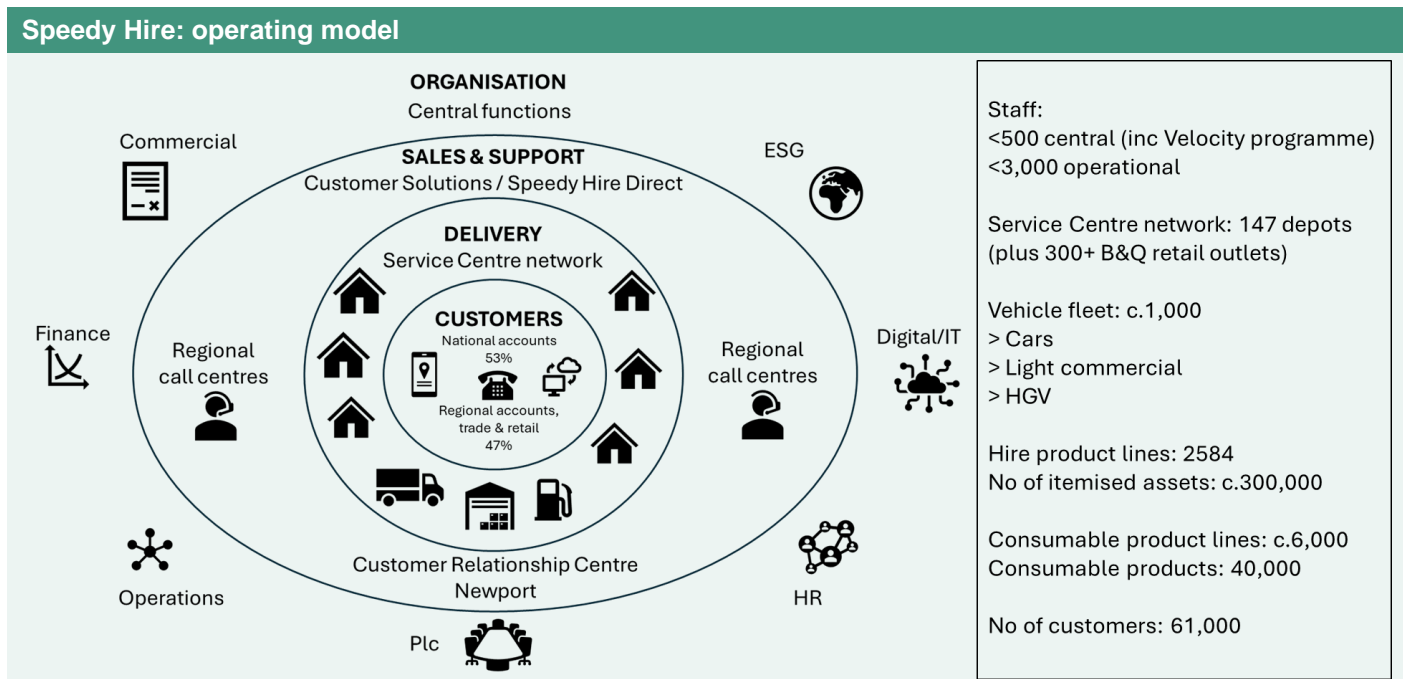 Speedy Hire: operating model
ORGANISATION
Central functions
Commercial
ESG
SALES & SUPPORT
Customer Solutions / Speedy Hire Direct
DELIVERY
Service Centre network
CUSTOMERS
National accounts
53%
Regional accounts,
trade & retail
47%
Finance
Regional
call centres
Regional
call centres
Digital/IT
Customer Relationship Centre
Newport
Operations
HR
Plc
Staff:
<500 central (inc Velocity programme)
<3,000 operational
Service Centre network: 147 depots
(plus 300+ B&Q retail outlets)
Vehicle fleet: c.1,000
> Cars
> Light commercial
> HGV
Hire product lines: 2584
No of itemised assets: c.300,000
Consumable product lines: c.6,000
Consumable products: 40,000
No of customers: 61,000